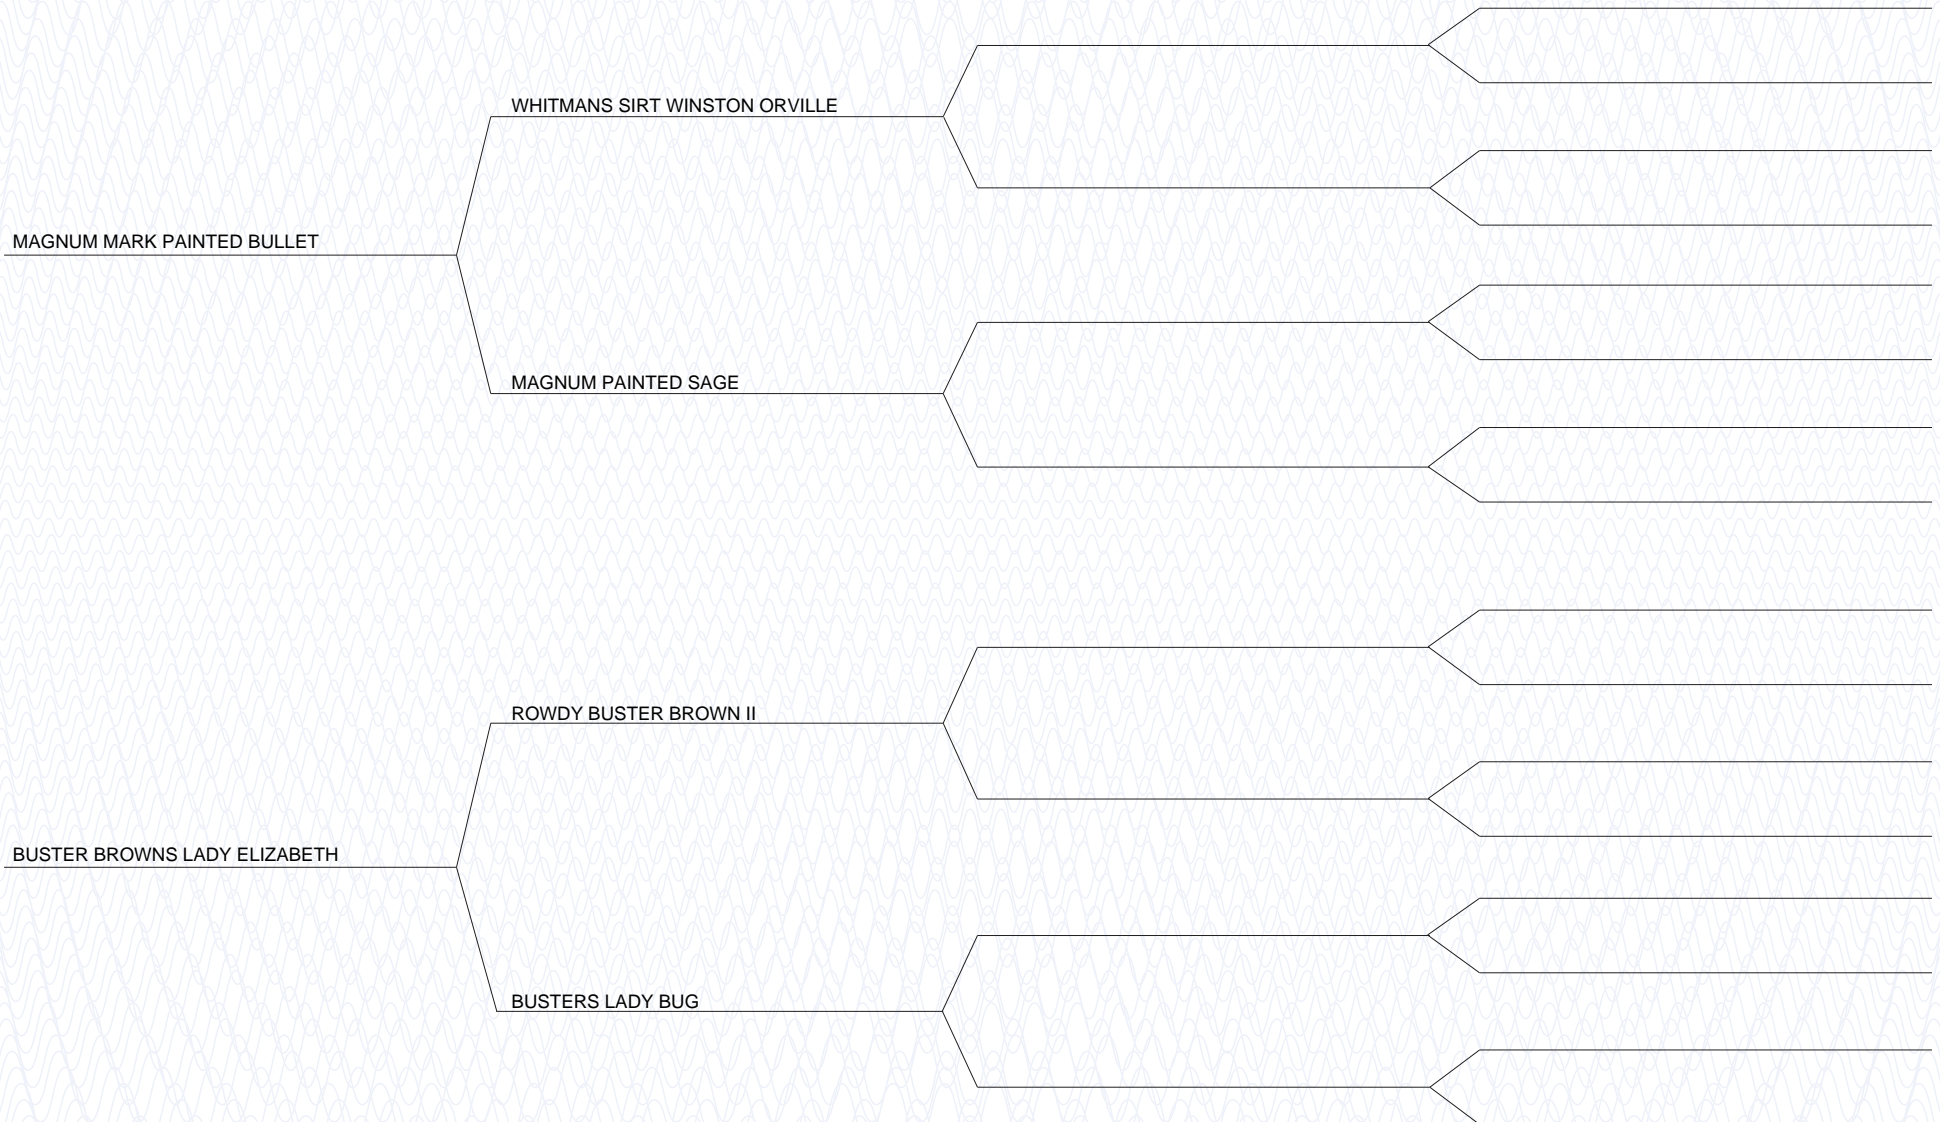 WHITMANS SIRT WINSTON ORVILLE
MAGNUM MARK PAINTED BULLET
MAGNUM PAINTED SAGE
ROWDY BUSTER BROWN II
BUSTER BROWNS LADY ELIZABETH
BUSTERS LADY BUG